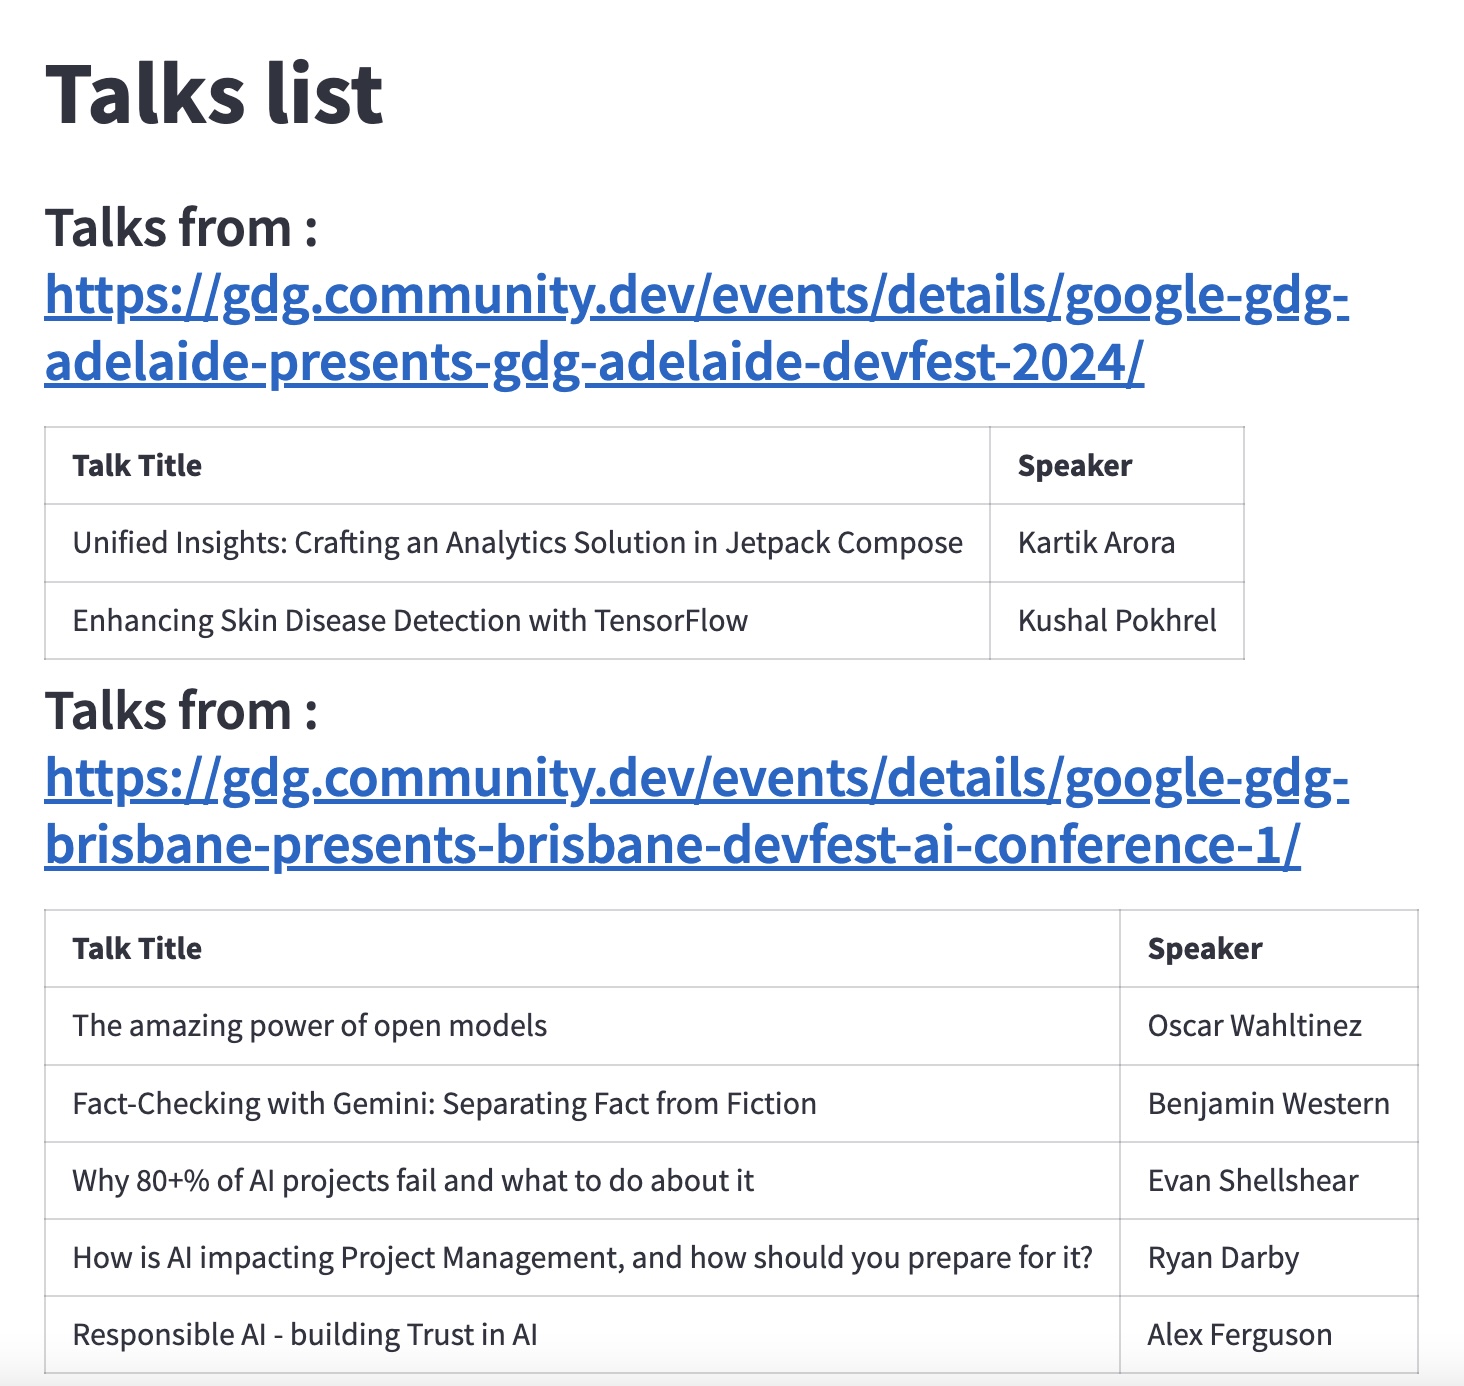 Talks list
Talks from :
https://gdg.community.dev/events/details/google-gdg-
adelaide-presents-gdg-adelaide-devfest-2024/
Talk Title Speaker
Unified Insights: Crafting an Analytics Solution in Jetpack Compose Kartik Arora
Enhancing Skin Disease Detection with TensorFlow Kushal Pokhrel
Talks from :
https://gdg.community.dev/events/details/google-gdg-
brisbane-presents-brisbane-devfest-ai-conference-1/
Talk Title Speaker
The amazing power of open models Oscar Wahltinez
Fact-Checking with Gemini: Separating Fact from Fiction Benjamin Western
Why 80+% of AI projects fail and what to do about it Evan Shellshear
How is AI impacting Project Management, and how should you prepare for it? Ryan Darby
Responsible AI - building Trust in AI Alex Ferguson